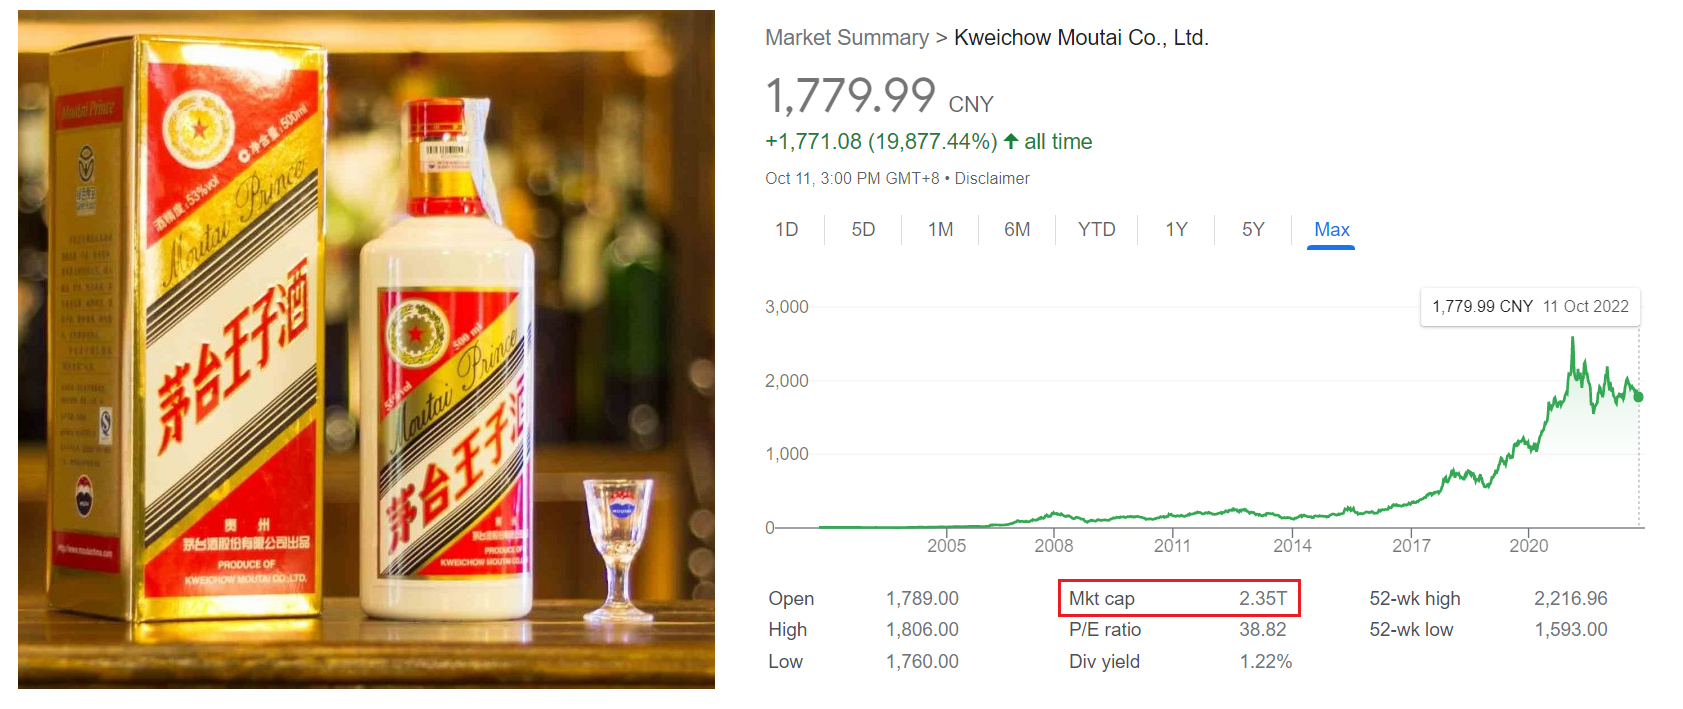 Moutai Prince
净含量:500ml
酒精度:53%vol
Moutai Prince
茅台王子酒
贵 州
茅台酒股份有限公司出品
PRODUCE OF
KWEICHOW MOUTAI CO.,LTD.
500 ml
53%vol
Moutai Prince
茅台王子酒
PRODUCE OF
KWEICHOW MOUTAI CO.,
MOUTAI
Market Summary > Kweichow Moutai Co., Ltd.
1,779.99 CNY
+1,771.08 (19,877.44%) ↑ all time
Oct 11, 3:00 PM GMT+8 • Disclaimer
1D 5D 1M 6M YTD 1Y 5Y Max
1,779.99 CNY 11 Oct 2022
3,000
2,000
1,000
0
2005 2008 2011 2014 2017 2020
Open 1,789.00 Mkt cap 2.35T 52-wk high 2,216.96
High 1,806.00 P/E ratio 38.82 52-wk low 1,593.00
Low 1,760.00 Div yield 1.22%